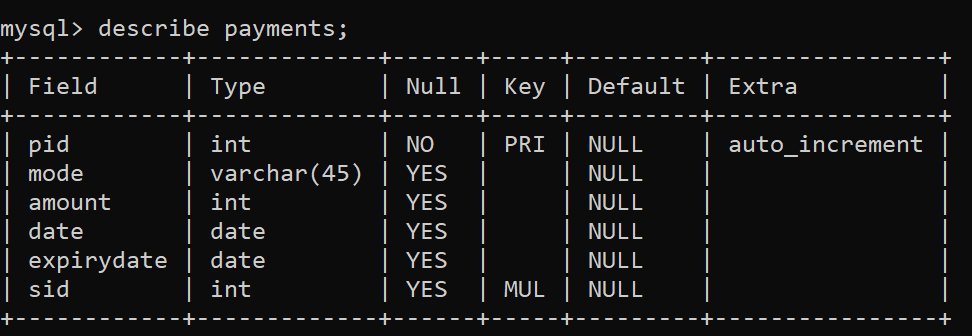 mysql> describe payments;
+------------+-------------+------+-----+---------+----------------+
| Field      | Type        | Null | Key | Default | Extra          |
+------------+-------------+------+-----+---------+----------------+
| pid        | int         | NO   | PRI | NULL    | auto_increment |
| mode       | varchar(45) | YES  |     | NULL    |                |
| amount     | int         | YES  |     | NULL    |                |
| date       | date        | YES  |     | NULL    |                |
| expirydate | date        | YES  |     | NULL    |                |
| sid        | int         | YES  | MUL | NULL    |                |
+------------+-------------+------+-----+---------+----------------+